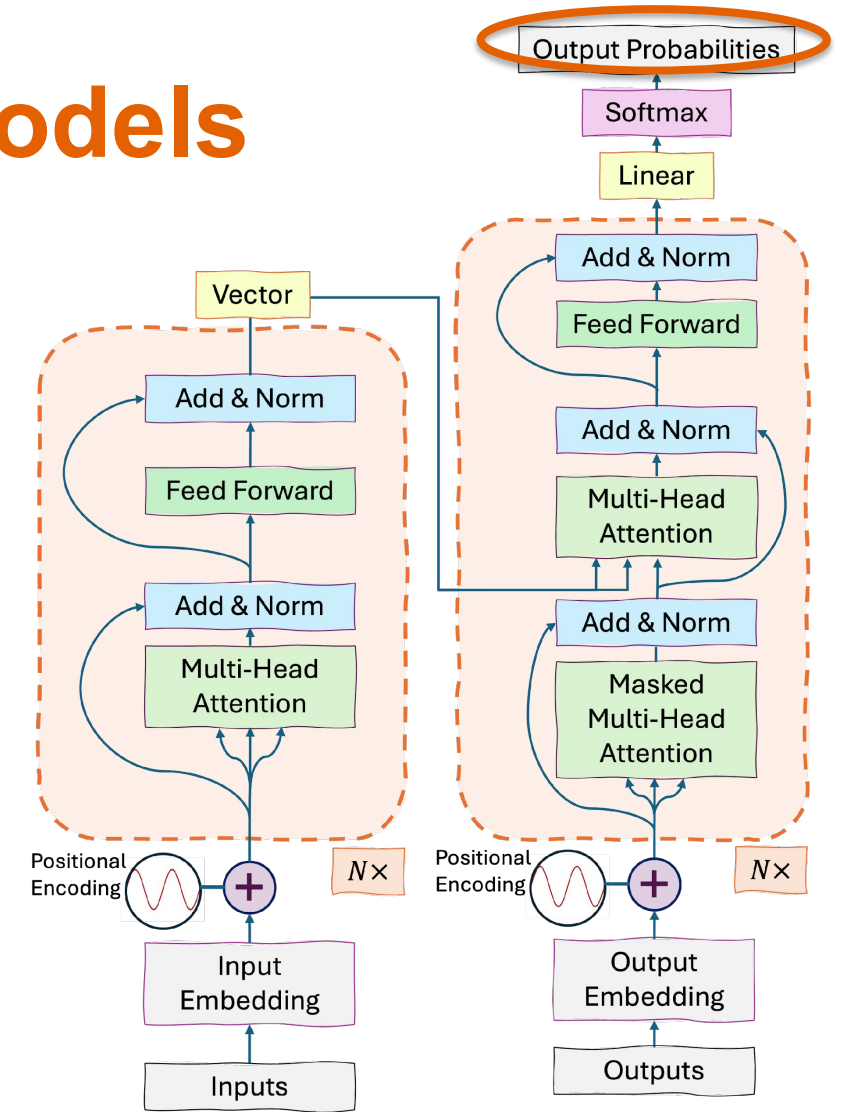 odels
Output Probabilities
Softmax
Linear
Add & Norm
Feed Forward
Add & Norm
Multi-Head
Attention
Add & Norm
Masked
Multi-Head
Attention
Positional
Encoding
+
N×
Output
Embedding
Outputs
Vector
Add & Norm
Feed Forward
Add & Norm
Multi-Head
Attention
Positional
Encoding
+
N×
Input
Embedding
Inputs